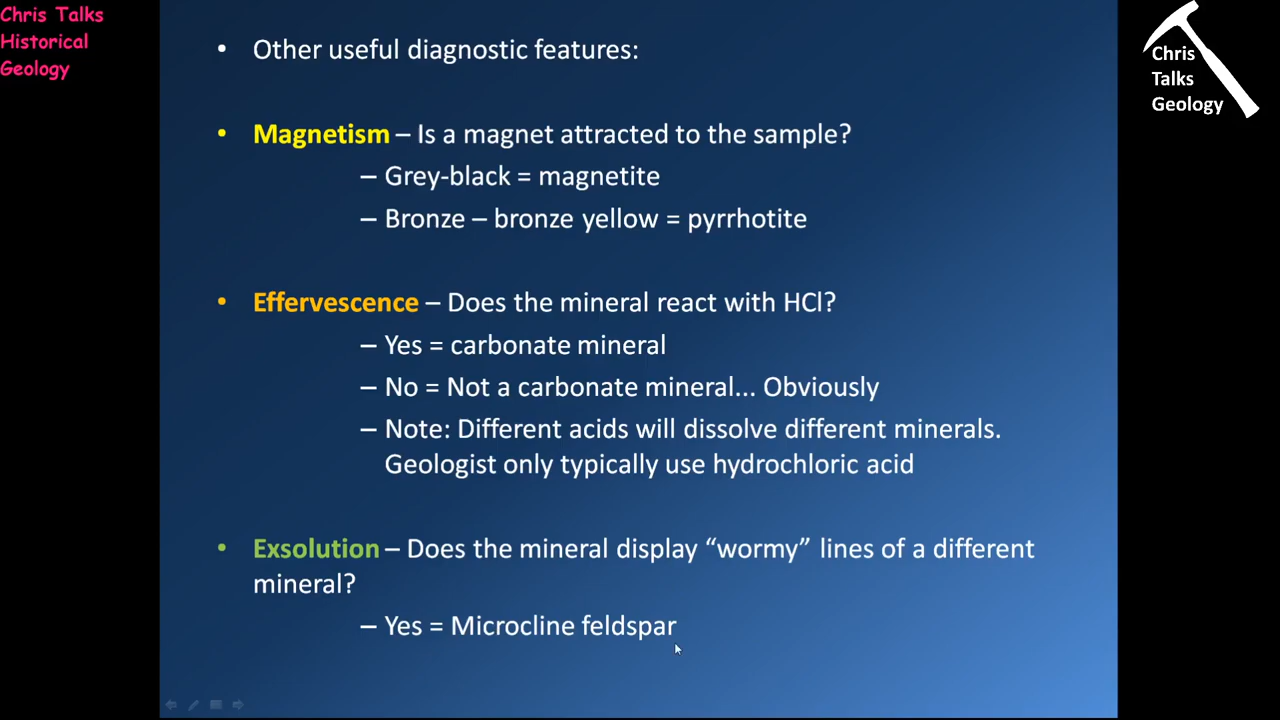 Chris Talks
Historical
Geology
Chris
Talks
Geology
• Other useful diagnostic features:
• Magnetism – Is a magnet attracted to the sample?
– Grey-black = magnetite
– Bronze – bronze yellow = pyrrhotite
• Effervescence – Does the mineral react with HCl?
– Yes = carbonate mineral
– No = Not a carbonate mineral... Obviously
– Note: Different acids will dissolve different minerals.
Geologist only typically use hydrochloric acid
• Exsolution – Does the mineral display “wormy” lines of a different
mineral?
– Yes = Microcline feldspar